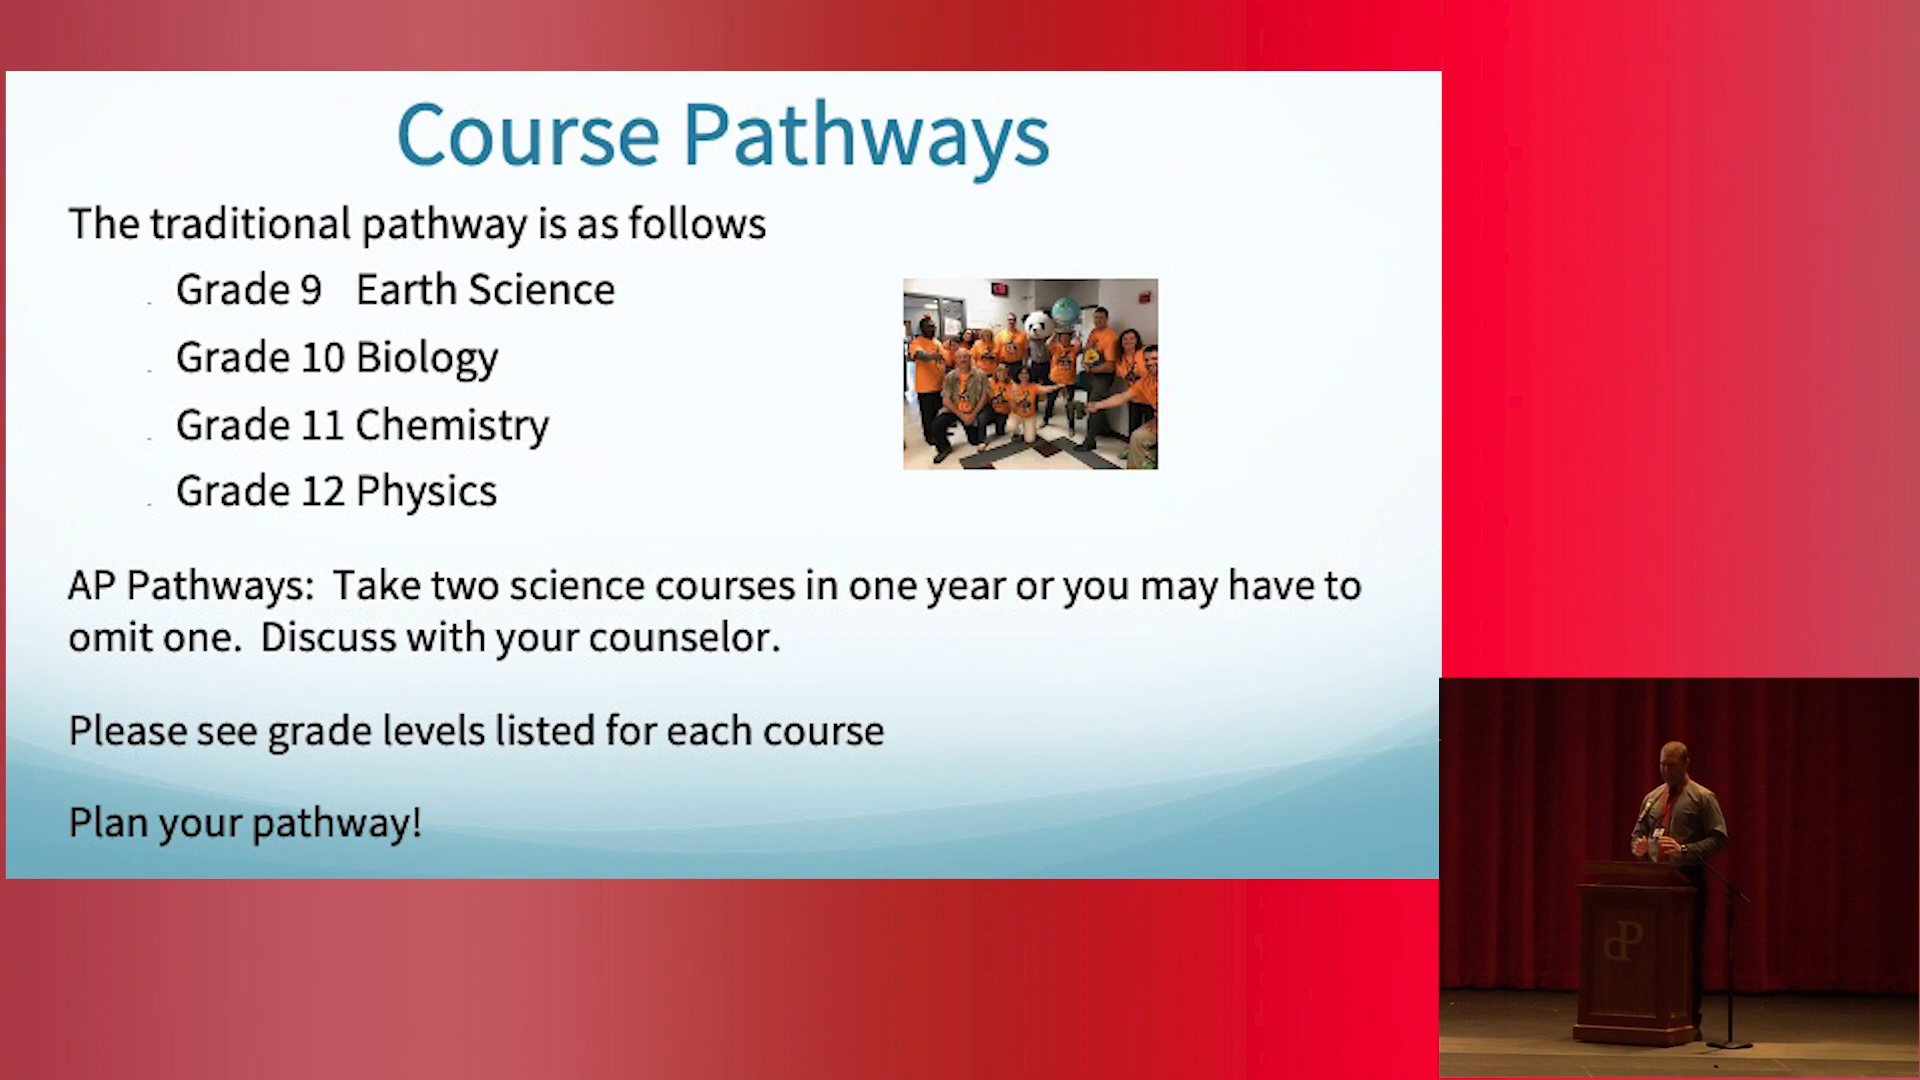 Course Pathways
The traditional pathway is as follows
Grade 9 Earth Science
Grade 10 Biology
Grade 11 Chemistry
Grade 12 Physics
AP Pathways: Take two science courses in one year or you may have to
omit one. Discuss with your counselor.
Please see grade levels listed for each course
Plan your pathway!
dP